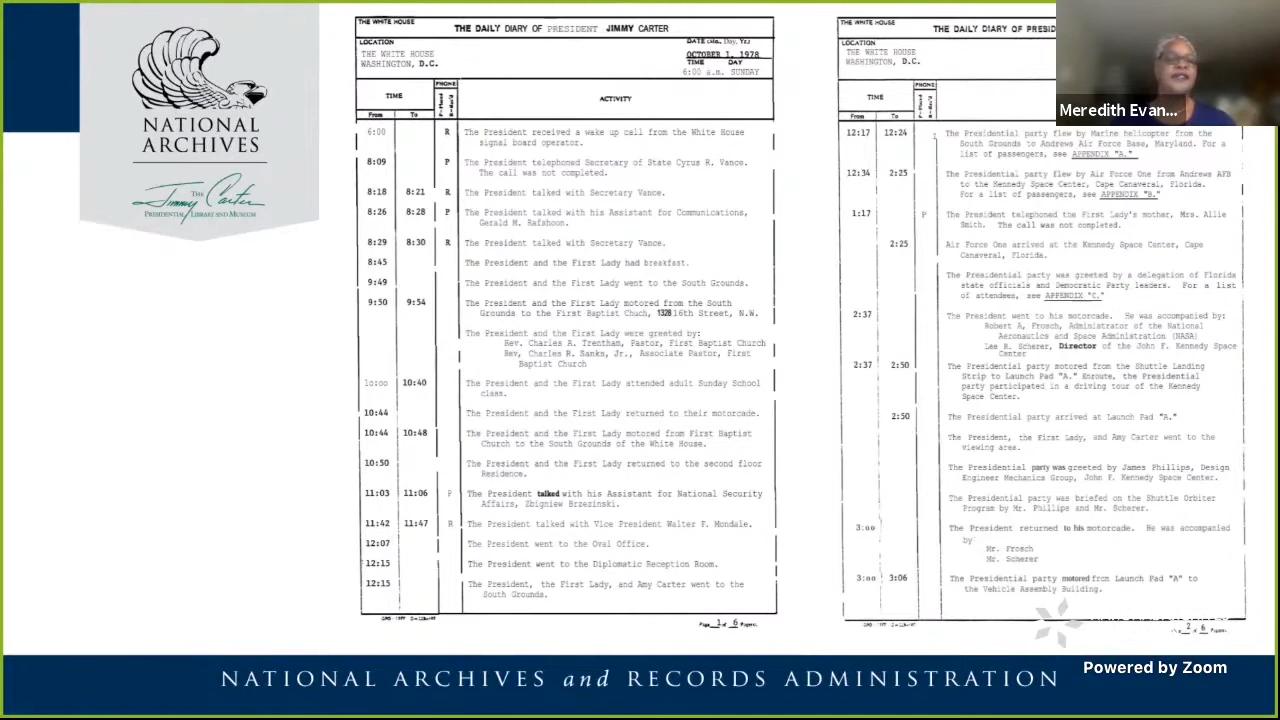 NATIONAL
ARCHIVES
THE
Jimmy Carter
PRESIDENTIAL LIBRARY AND MUSEUM
THE WHITE HOUSE
THE DAILY DIARY OF PRESIDENT JIMMY CARTER
LOCATION
DATE (Mo., Day, Yr.)
THE WHITE HOUSE
OCTOBER 1, 1978
WASHINGTON, D.C.
TIME DAY
6:00 a.m. SUNDAY
TIME
PHONE
ACTIVITY
From To
6:00 R The President received a wake up call from the White House
signal board operator.
8:09 P The President telephoned Secretary of State Cyrus R. Vance.
The call was not completed.
8:18 8:21 R The President talked with Secretary Vance.
8:26 8:28 P The President talked with his Assistant for Communications,
Gerald M. Rafshoon.
8:29 8:30 R The President talked with Secretary Vance.
8:45 The President and the First Lady had breakfast.
9:49 The President and the First Lady went to the South Grounds.
9:50 9:54 The President and the First Lady motored from the South
Grounds to the First Baptist Chuch, 1328 16th Street, N.W.
The President and the First Lady were greeted by:
Rev. Charles A. Trentham, Pastor, First Baptist Church
Rev, Charles R. Sanks, Jr., Associate Pastor, First
Baptist Church
10:00 10:40 The President and the First Lady attended adult Sunday School
class.
10:44 The President and the First Lady returned to their motorcade.
10:44 10:48 The President and the First Lady motored from First Baptist
Church to the South Grounds of the White House.
10:50 The President and the First Lady returned to the second floor
Residence.
11:03 11:06 P The President talked with his Assistant for National Security
Affairs, Zbigniew Brzezinski.
11:42 11:47 R The President talked with Vice President Walter F. Mondale.
12:07 The President went to the Oval Office.
12:15 The President went to the Diplomatic Reception Room.
12:15 The President, the First Lady, and Amy Carter went to the
South Grounds.
Page 1 of 6 Pages.
THE WHITE HOUSE
THE DAILY DIARY OF PRESID
LOCATION
THE WHITE HOUSE
WASHINGTON, D.C.
TIME
PHONE
From To
12:17 12:24 The Presidential party flew by Marine helicopter from the
South Grounds to Andrews Air Force Base, Maryland. For a
list of passengers, see APPENDIX "A."
12:34 2:25 The Presidential party flew by Air Force One from Andrews AFB
to the Kennedy Space Center, Cape Canaveral, Florida.
For a list of passengers, see APPENDIX "B."
1:17 P The President telephoned the First Lady's mother, Mrs. Allie
Smith. The call was not completed.
2:25 Air Force One arrived at the Kennedy Space Center, Cape
Canaveral, Florida.
The Presidential party was greeted by a delegation of Florida
state officials and Democratic Party leaders. For a list
of attendees, see APPENDIX "C."
2:37 The President went to his motorcade. He was accompanied by:
Robert A, Frosch, Administrator of the National
Aeronautics and Space Administration (NASA)
Lee R. Scherer, Director of the John F. Kennedy Space
Center
2:37 2:50 The Presidential party motored from the Shuttle Landing
Strip to Launch Pad "A." Enroute, the Presidential
party participated in a driving tour of the Kennedy
Space Center.
2:50 The Presidential party arrived at Launch Pad "A."
The President, the First Lady, and Amy Carter went to the
viewing area.
The Presidential party was greeted by James Phillips, Design
Engineer Mechanics Group, John F. Kennedy Space Center.
The Presidential party was briefed on the Shuttle Orbiter
Program by Mr. Phillips and Mr. Scherer.
3:00 The President returned to his motorcade. He was accompanied
by
Mr. Frosch
Mr. Scherer
3:00 3:06 The Presidential party motored from Launch Pad "A" to
the Vehicle Assembly Building.
2 of 6 Pages.
Meredith Evan...
NATIONAL ARCHIVES and RECORDS ADMINISTRATION
Powered by Zoom